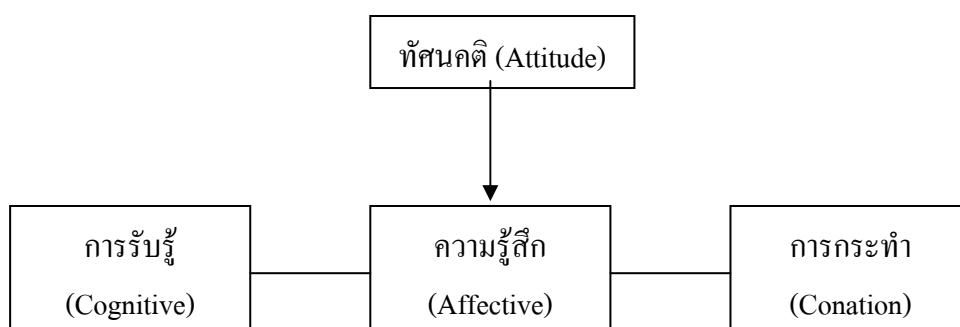 ทัศนคติ (Attitude)
การรับรู้
(Cognitive)
ความรู้สึก
(Affective)
การกระทำ
(Conation)